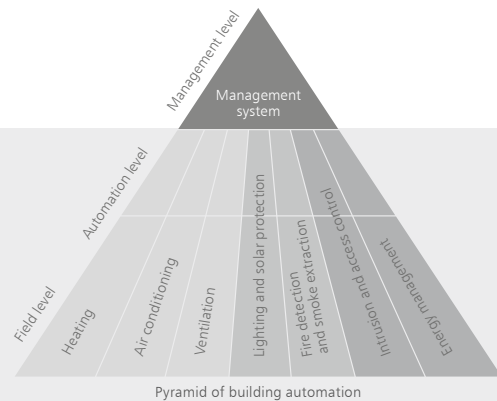 Management level
Management
system
Automation level
Field level
Heating
Air conditioning
Ventilation
Lighting and solar protection
Fire detection
and smoke extraction
Intrusion and access control
Energy management
Pyramid of building automation